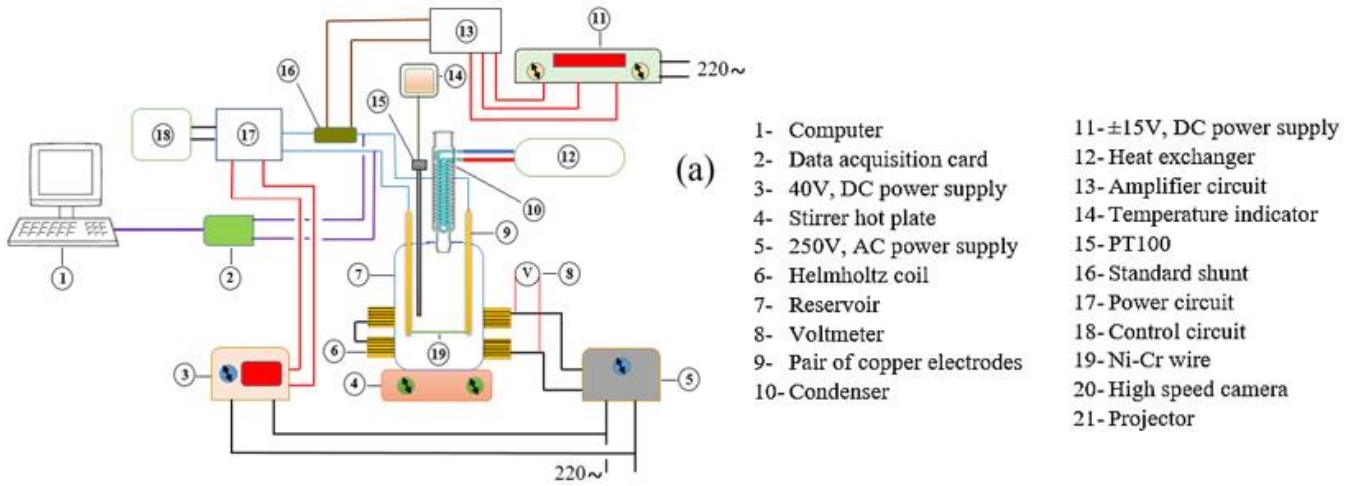 11
13
220~
14
16
15
18
17
12
(a)
10
9
1
2
7
V
8
6
19
3
4
5
220~
1- Computer
2- Data acquisition card
3- 40V, DC power supply
4- Stirrer hot plate
5- 250V, AC power supply
6- Helmholtz coil
7- Reservoir
8- Voltmeter
9- Pair of copper electrodes
10- Condenser
11- ±15V, DC power supply
12- Heat exchanger
13- Amplifier circuit
14- Temperature indicator
15- PT100
16- Standard shunt
17- Power circuit
18- Control circuit
19- Ni-Cr wire
20- High speed camera
21- Projector